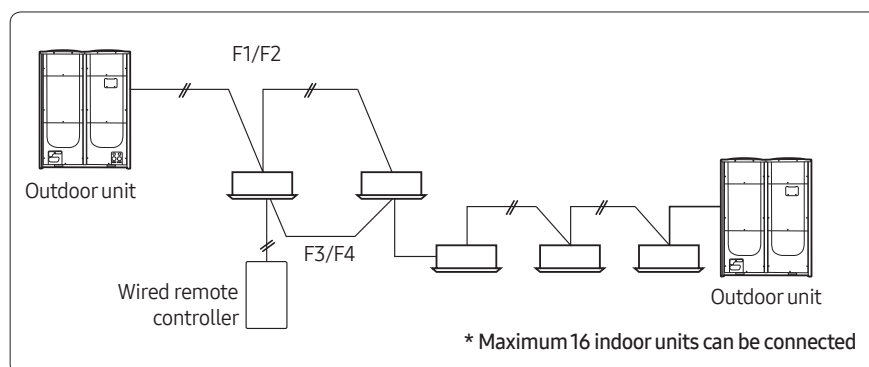 F1/F2
Outdoor unit
F3/F4
Wired remote
controller
Outdoor unit
* Maximum 16 indoor units can be connected